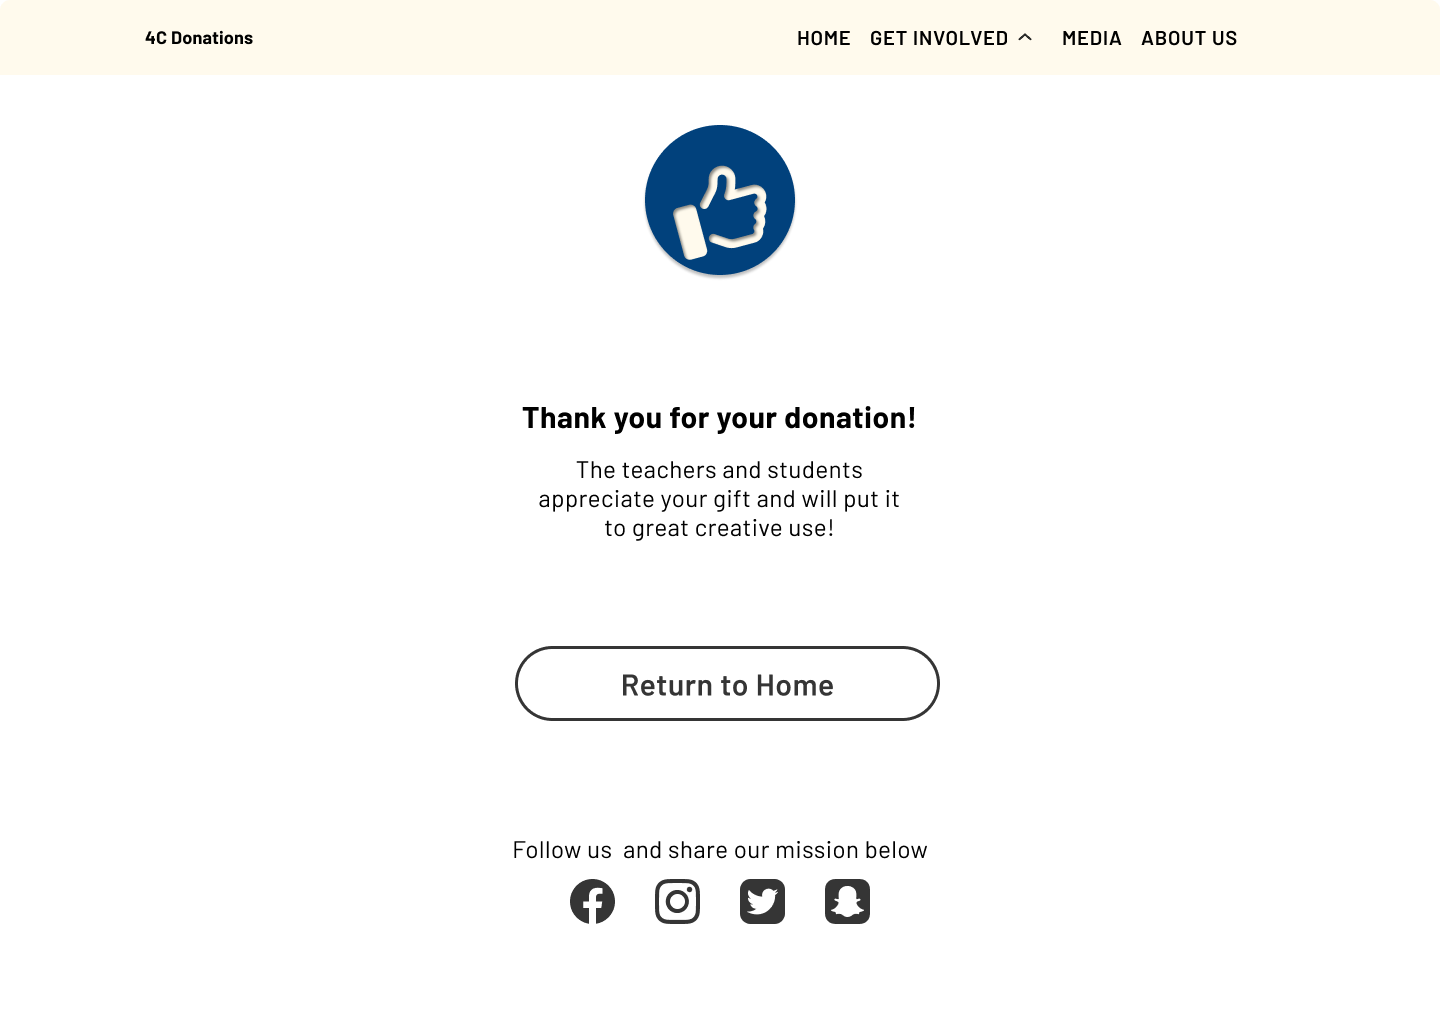 4C Donations
HOME GET INVOLVED MEDIA ABOUT US
Thank you for your donation!
The teachers and students
appreciate your gift and will put it
to great creative use!
Return to Home
Follow us  and share our mission below